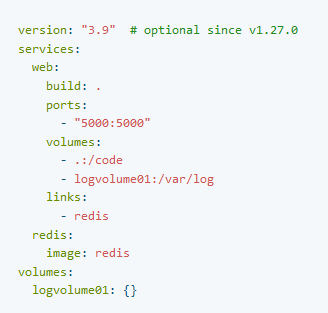 version: "3.9"  # optional since v1.27.0
services:
  web:
    build: .
    ports:
      - "5000:5000"
    volumes:
      - .:/code
      - logvolume01:/var/log
    links:
      - redis
  redis:
    image: redis
volumes:
  logvolume01: {}